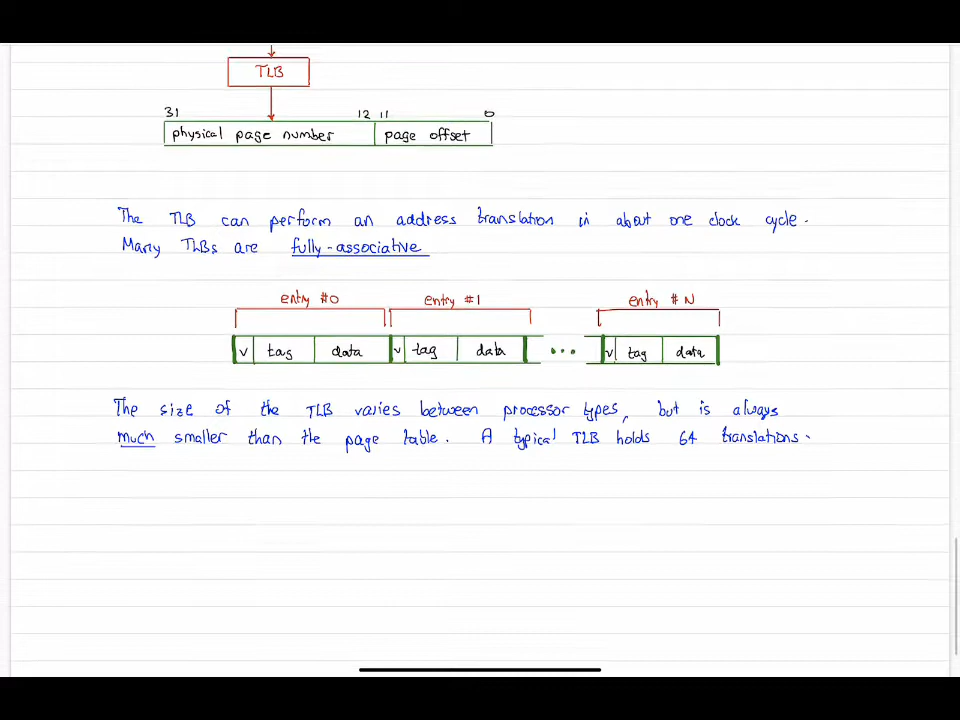 TLB
31 12 11 0
physical page number page offset
The TLB can perform an address translation in about one clock cycle.
Many TLBs are fully-associative
entry #0 entry #1 entry #N
v tag data v tag data ... v tag data
The size of the TLB varies between processor types, but is always
much smaller than the page table. A typical TLB holds 64 translations.